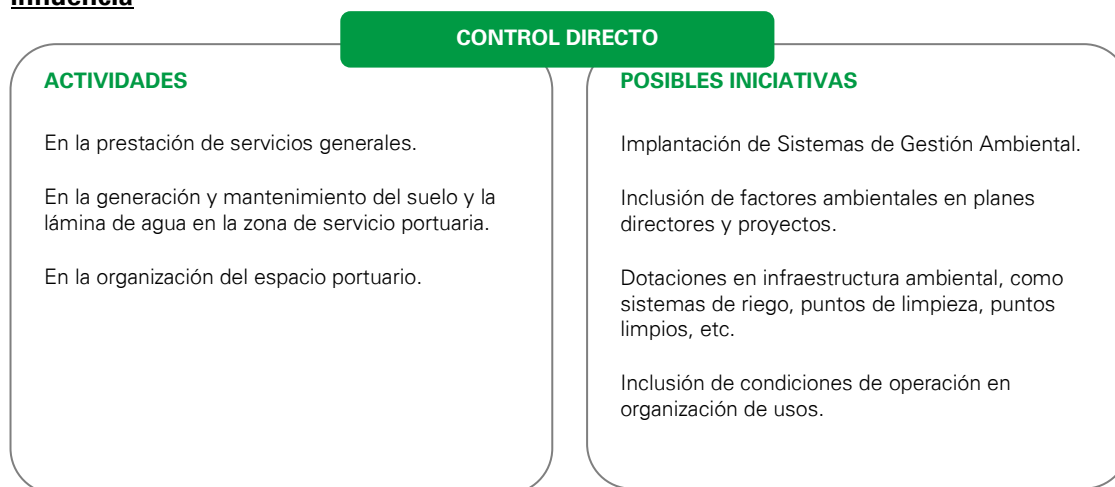 influencia
CONTROL DIRECTO
ACTIVIDADES
En la prestación de servicios generales.
En la generación y mantenimiento del suelo y la
lámina de agua en la zona de servicio portuaria.
En la organización del espacio portuario.
POSIBLES INICIATIVAS
Implantación de Sistemas de Gestión Ambiental.
Inclusión de factores ambientales en planes
directores y proyectos.
Dotaciones en infraestructura ambiental, como
sistemas de riego, puntos de limpieza, puntos
limpios, etc.
Inclusión de condiciones de operación en
organización de usos.